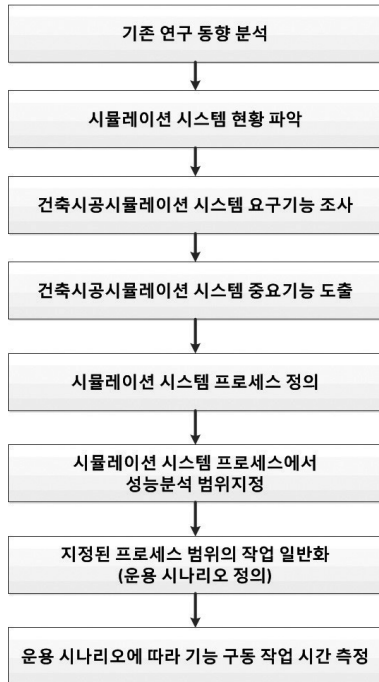 기존 연구 동향 분석
시뮬레이션 시스템 현황 파악
건축시공시뮬레이션 시스템 요구기능 조사
건축시공시뮬레이션 시스템 중요기능 도출
시뮬레이션 시스템 프로세스 정의
시뮬레이션 시스템 프로세스에서
성능분석 범위지정
지정된 프로세스 범위의 작업 일반화
(운용 시나리오 정의)
운용 시나리오에 따라 기능 구동 작업 시간 측정